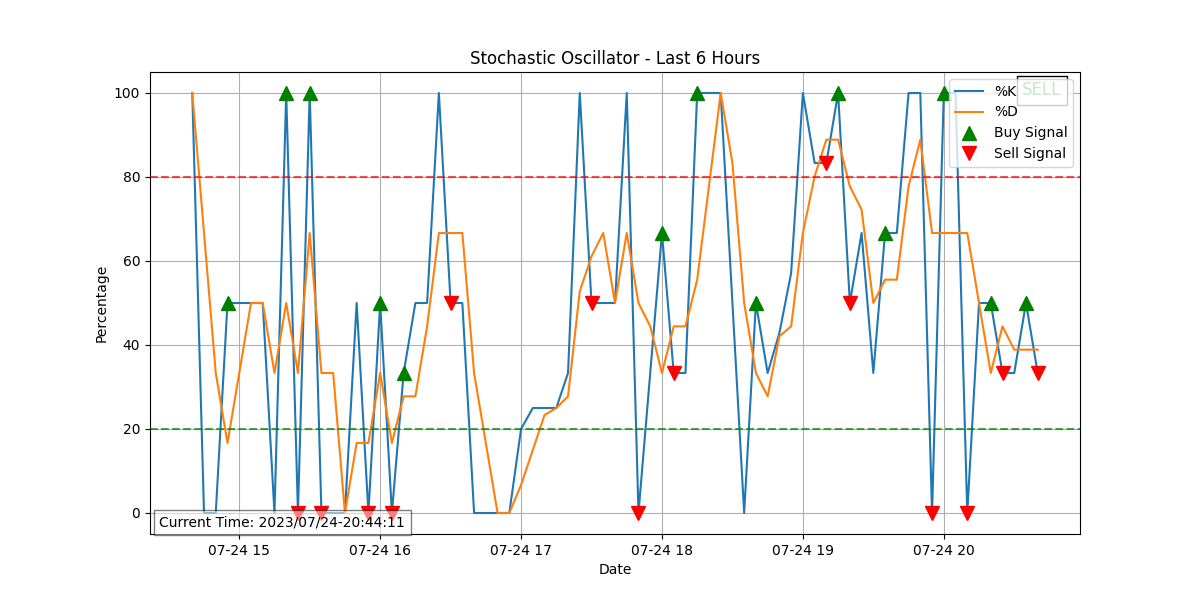 Stochastic Oscillator - Last 6 Hours
SELL
%K
%D
Buy Signal
Sell Signal
100
80
60
40
20
0
Percentage
Current Time: 2023/07/24-20:44:11
07-24 15
07-24 16
07-24 17
07-24 18
07-24 19
07-24 20
Date